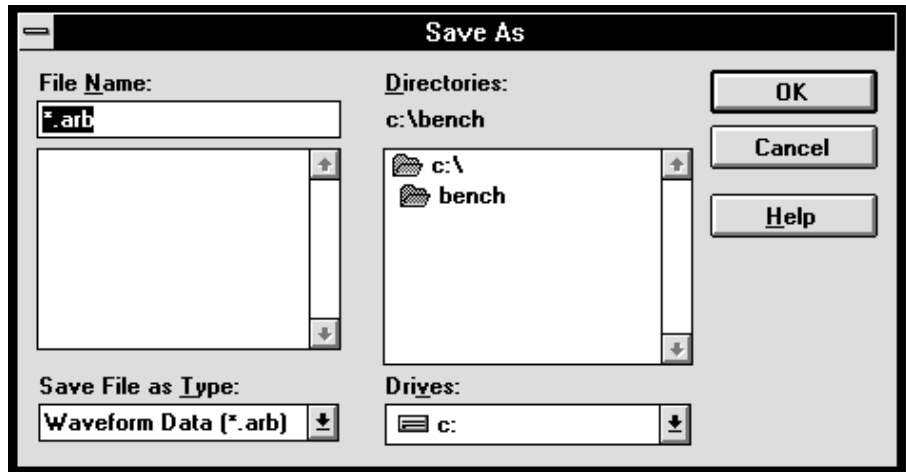 Save As
File Name:
*.arb
Directories:
c:\bench
c:\
bench
OK
Cancel
Help
Save File as Type:
Waveform Data (*.arb)
Drives:
c: